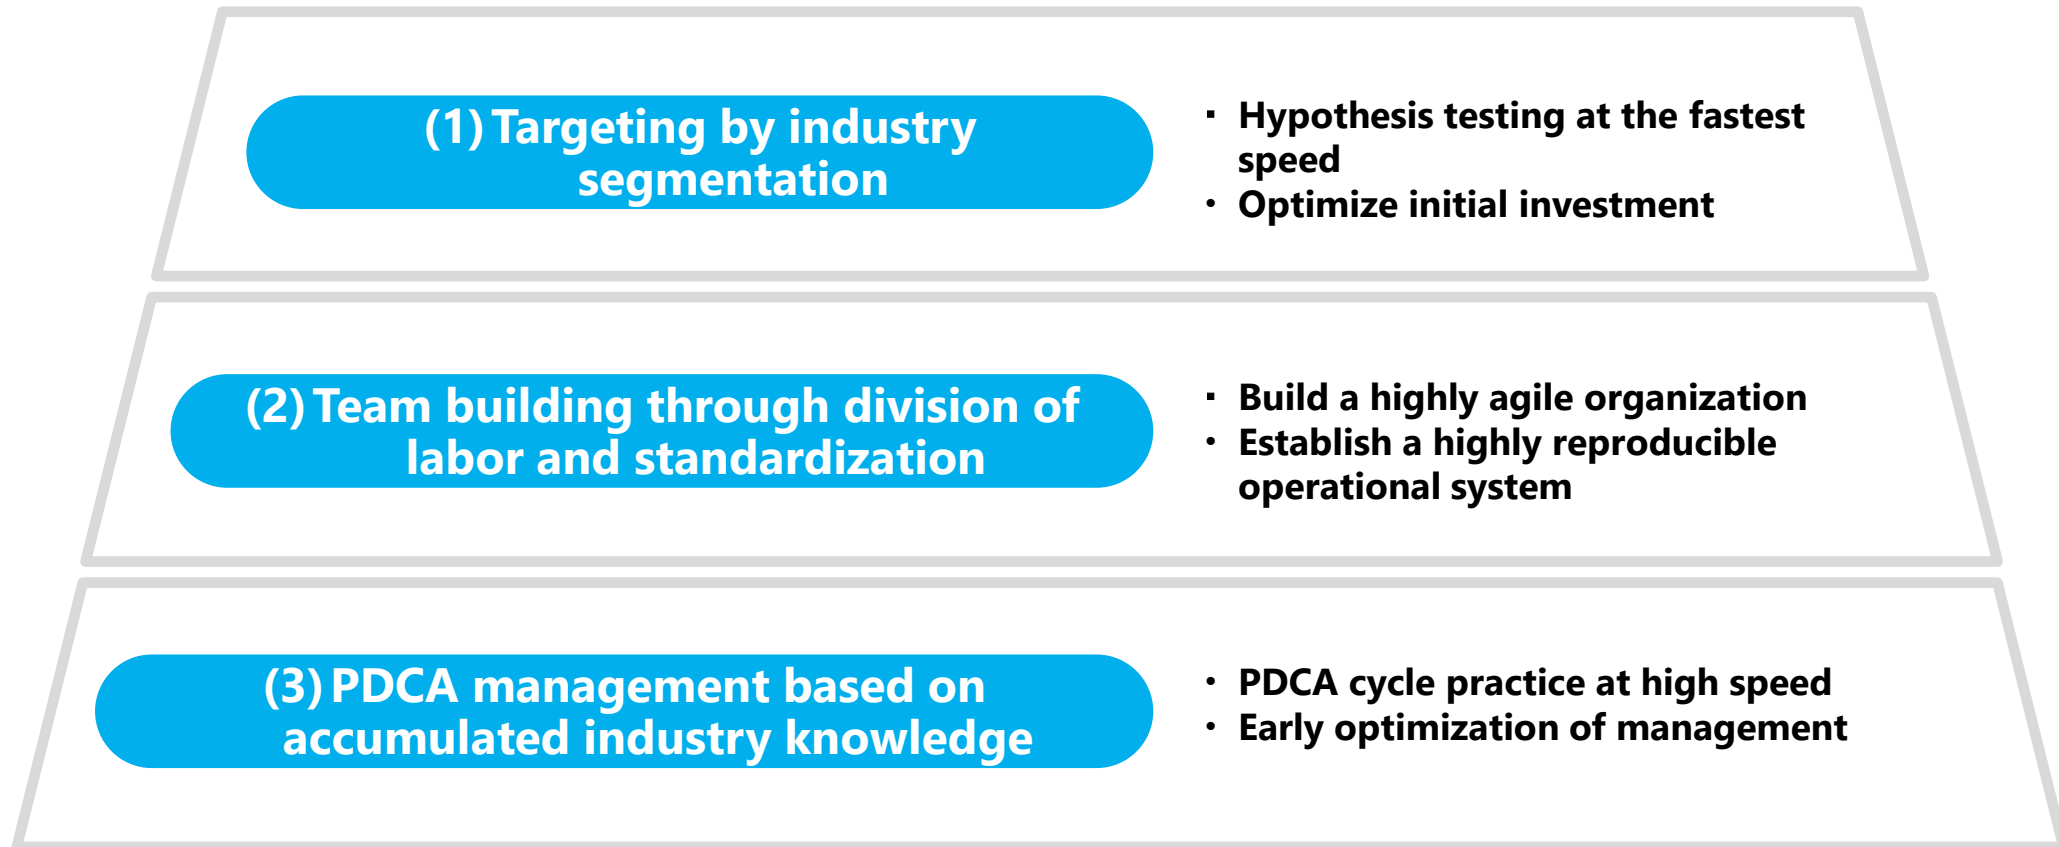 (1) Targeting by industry
segmentation
・ Hypothesis testing at the fastest
speed
・ Optimize initial investment
(2) Team building through division of
labor and standardization
・ Build a highly agile organization
・ Establish a highly reproducible
operational system
(3) PDCA management based on
accumulated industry knowledge
・ PDCA cycle practice at high speed
・ Early optimization of management